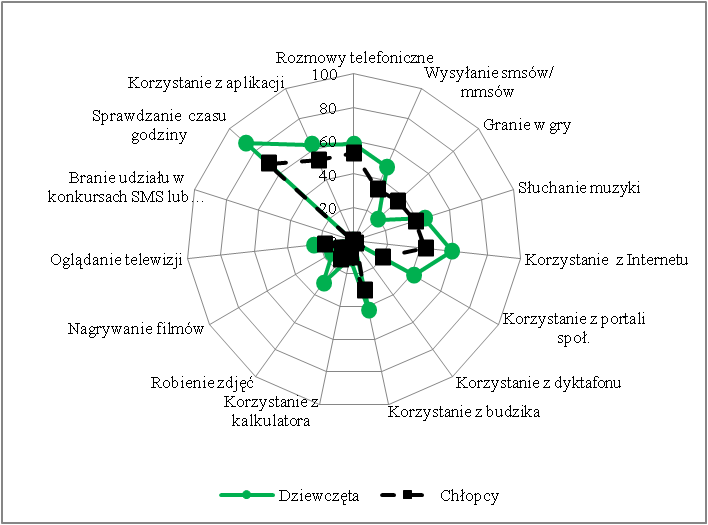 Rozmowy telefoniczne
Wysyłanie smsów/
mmsów
Granie w gry
Słuchanie muzyki
Korzystanie z Internetu
Korzystanie z portali
społ.
Korzystanie z dyktafonu
Korzystanie z budzika
Korzystanie z
kalkulatora
Robienie zdjęć
Nagrywanie filmów
Oglądanie telewizji
Branie udziału w
konkursach SMS lub…
Sprawdzanie czasu
godziny
Korzystanie z aplikacji
100
80
60
40
20
Dziewczęta
Chłopcy